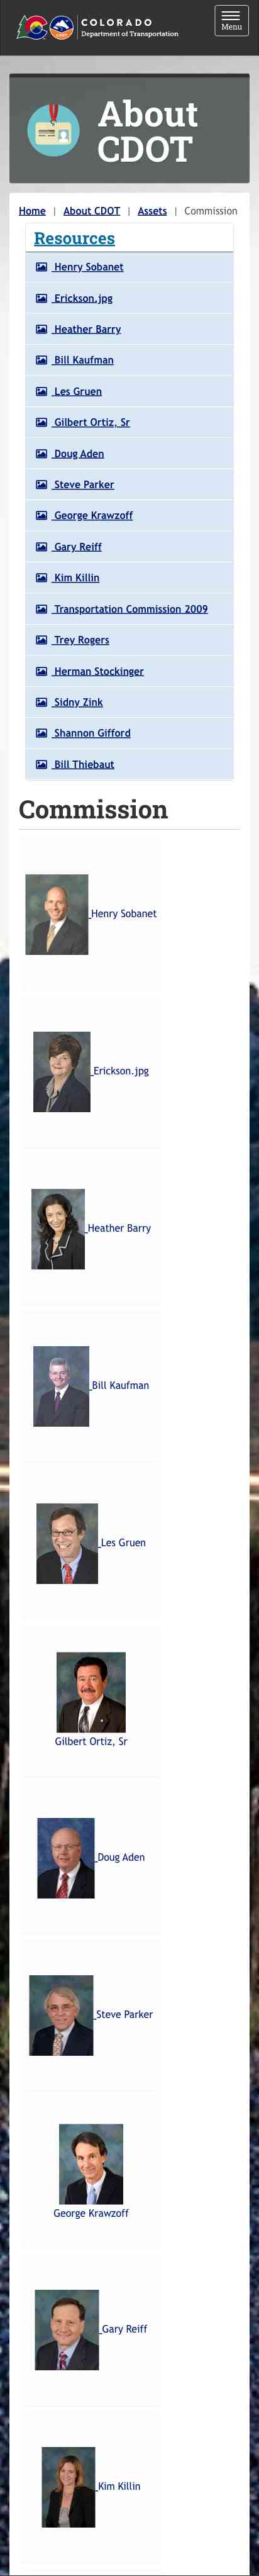 COLORADO
Department of Transportation
Menu
About
CDOT
Home | About CDOT | Assets | Commission
Resources
Henry Sobanet
Erickson.jpg
Heather Barry
Bill Kaufman
Les Gruen
Gilbert Ortiz, Sr
Doug Aden
Steve Parker
George Krawzoff
Gary Reiff
Kim Killin
Transportation Commission 2009
Trey Rogers
Herman Stockinger
Sidny Zink
Shannon Gifford
Bill Thiebaut
Commission
Henry Sobanet
Erickson.jpg
Heather Barry
Bill Kaufman
Les Gruen
Gilbert Ortiz, Sr
Doug Aden
Steve Parker
George Krawzoff
Gary Reiff
Kim Killin